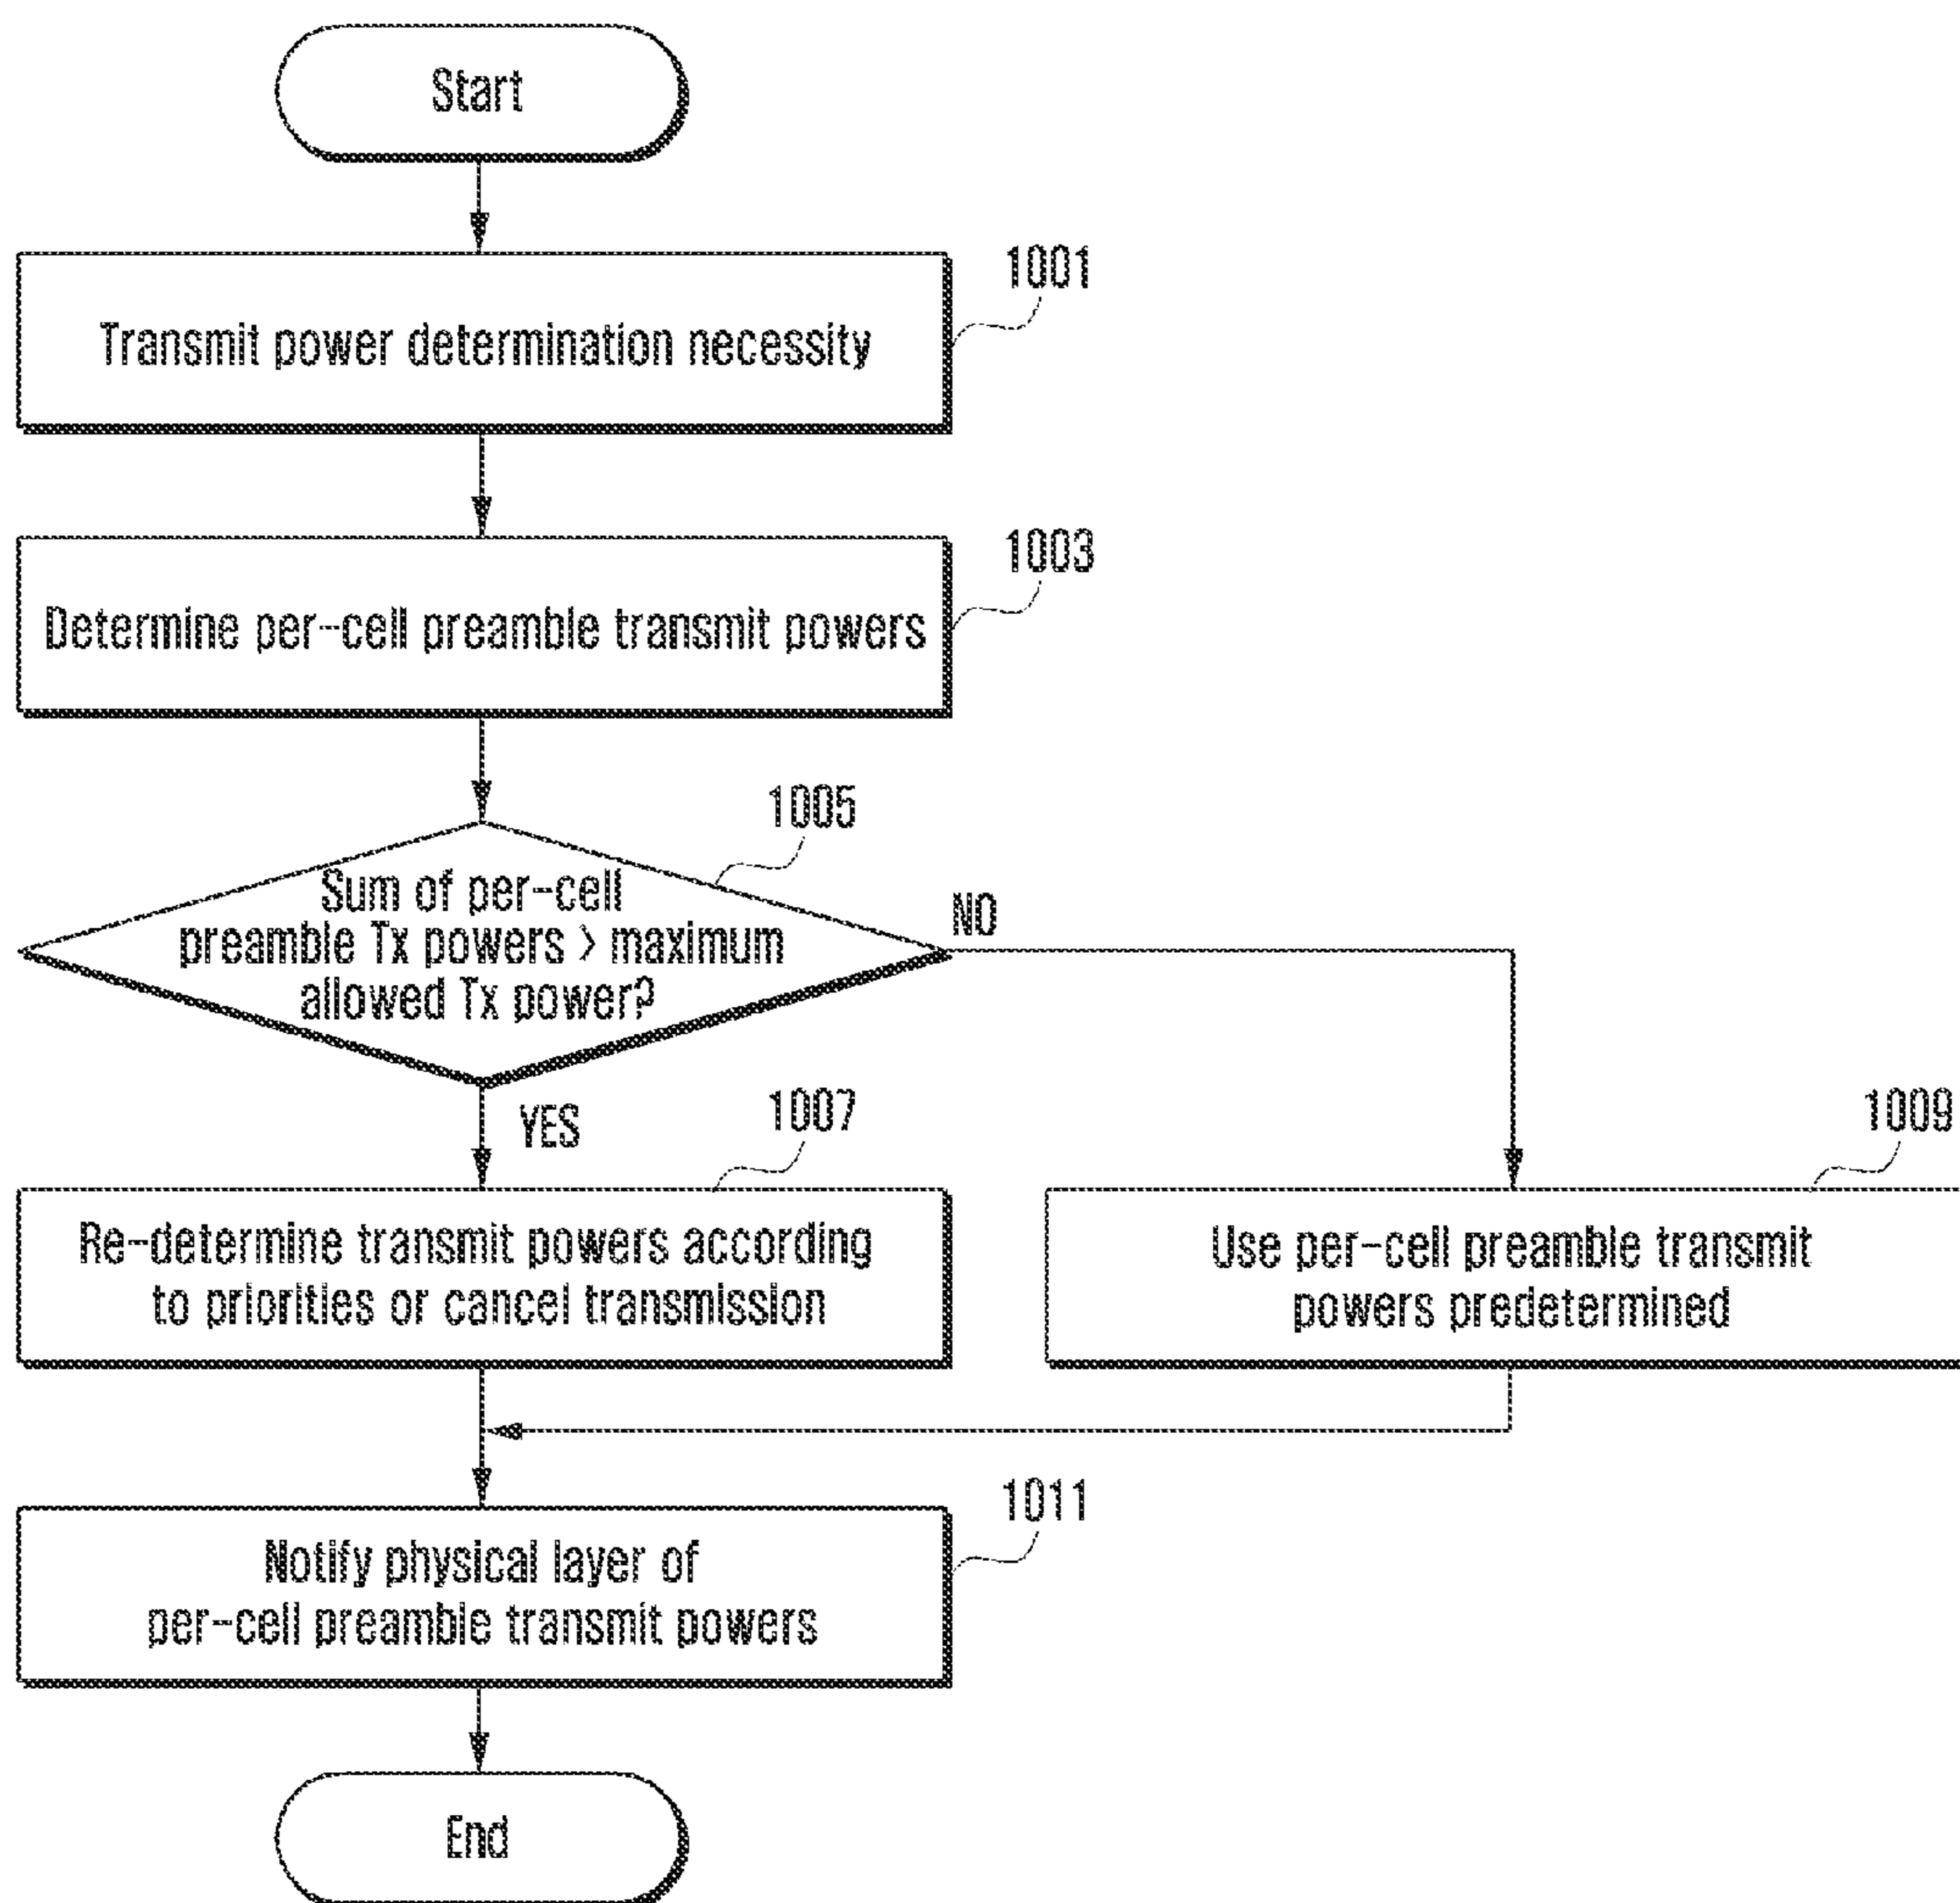 Start
1001
Transmit power determination necessity
1003
Determine per-cell preamble transmit powers
1005
Sum of per-cell
preamble Tx powers > maximum
allowed Tx power?
NO
YES
1007
1009
Re-determine transmit powers according
to priorities or cancel transmission
Use per-cell preamble transmit
powers predetermined
1011
Notify physical layer of
per-cell preamble transmit powers
End